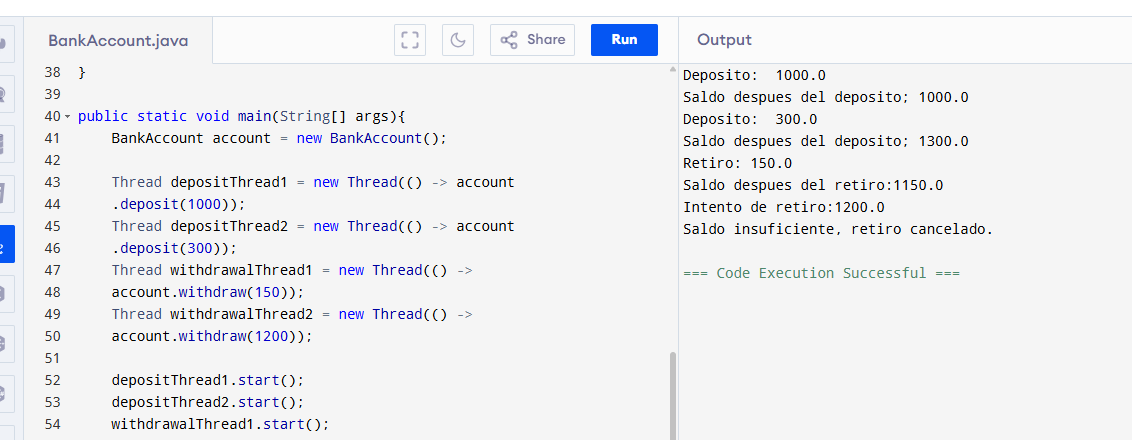 BankAccount.java
Share
Run
Output
38 }
39
40 public static void main(String[] args){
41 BankAccount account = new BankAccount();
42
43 Thread depositThread1 = new Thread(() -> account
44 .deposit(1000));
45 Thread depositThread2 = new Thread(() -> account
46 .deposit(300));
47 Thread withdrawalThread1 = new Thread(() ->
48 account.withdraw(150));
49 Thread withdrawalThread2 = new Thread(() ->
50 account.withdraw(1200));
51
52 depositThread1.start();
53 depositThread2.start();
54 withdrawalThread1.start();
Deposito:  1000.0
Saldo despues del deposito; 1000.0
Deposito:  300.0
Saldo despues del deposito; 1300.0
Retiro: 150.0
Saldo despues del retiro:1150.0
Intento de retiro:1200.0
Saldo insuficiente, retiro cancelado.
=== Code Execution Successful ===